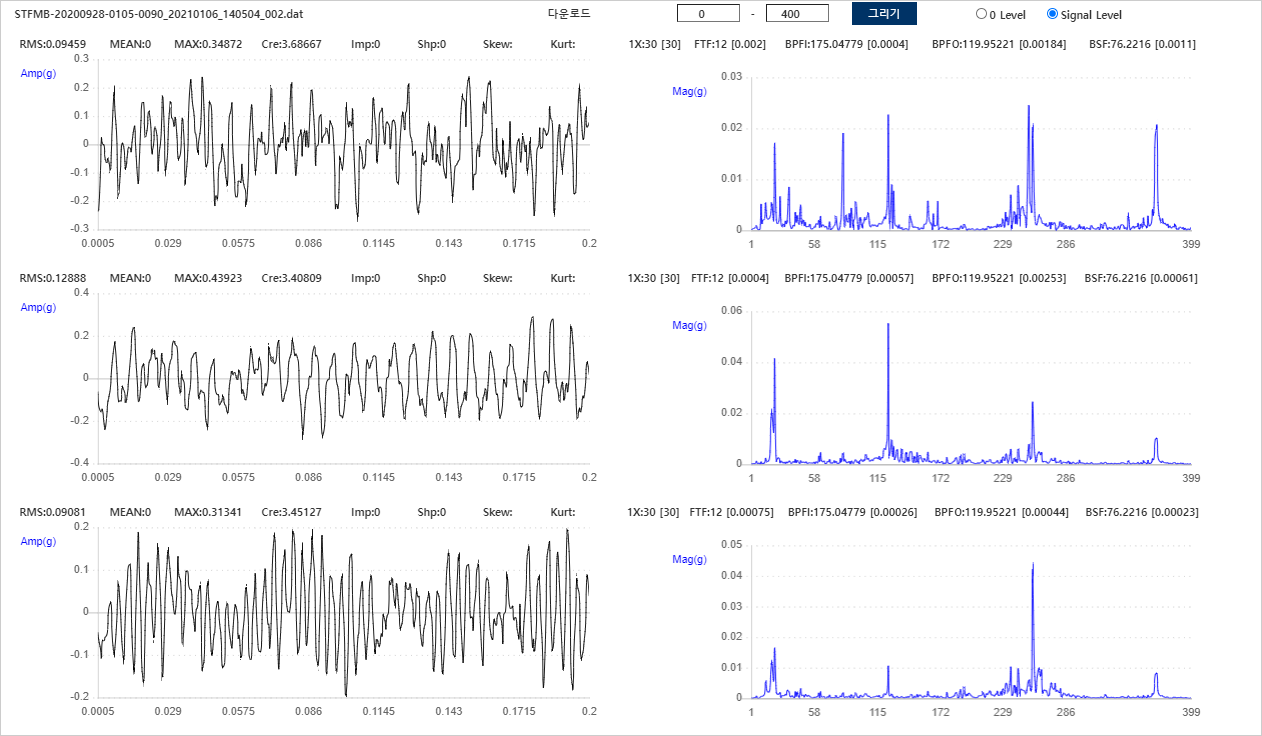 STFMB-20200928-0105-0090_20210106_140504_002.dat 다운로드 0 - 400 그리기 0 Level Signal Level
RMS:0.09459 MEAN:0 MAX:0.34872 Cre:3.68667 Imp:0 Shp:0 Skew: Kurt:
Amp(g)
0.3
0.2
0.1
0
-0.1
-0.2
-0.3
0.0005 0.029 0.0575 0.086 0.1145 0.143 0.1715 0.2
1X:30 [30] FTF:12 [0.002] BPFI:175.04779 [0.0004] BPFO:119.95221 [0.00184] BSF:76.2216 [0.0011]
Mag(g)
0.03
0.02
0.01
0
1 58 115 172 229 286 399
RMS:0.12888 MEAN:0 MAX:0.43923 Cre:3.40809 Imp:0 Shp:0 Skew: Kurt:
Amp(g)
0.4
0.2
0
-0.2
-0.4
0.0005 0.029 0.0575 0.086 0.1145 0.143 0.1715 0.2
1X:30 [30] FTF:12 [0.0004] BPFI:175.04779 [0.00057] BPFO:119.95221 [0.00253] BSF:76.2216 [0.00061]
Mag(g)
0.06
0.04
0.02
0
1 58 115 172 229 286 399
RMS:0.09081 MEAN:0 MAX:0.31341 Cre:3.45127 Imp:0 Shp:0 Skew: Kurt:
Amp(g)
0.2
0.1
0
-0.1
-0.2
0.0005 0.029 0.0575 0.086 0.1145 0.143 0.1715 0.2
1X:30 [30] FTF:12 [0.00075] BPFI:175.04779 [0.00026] BPFO:119.95221 [0.00044] BSF:76.2216 [0.00023]
Mag(g)
0.05
0.04
0.03
0.02
0.01
0
1 58 115 172 229 286 399